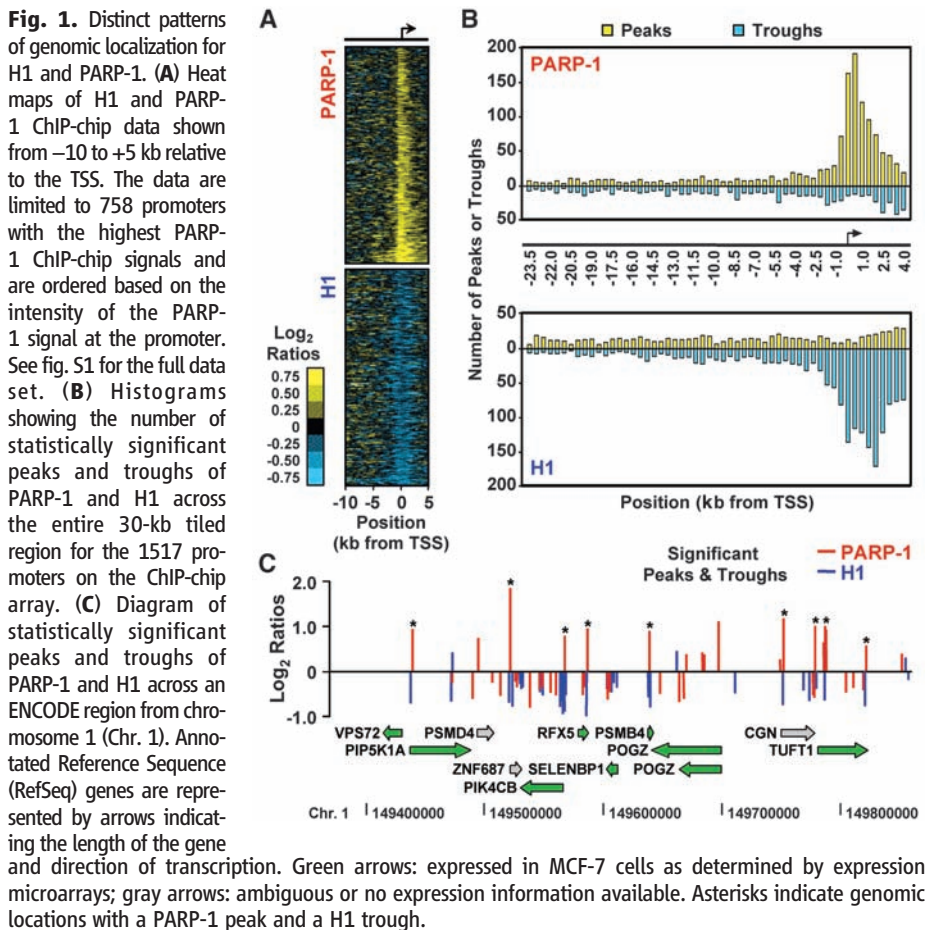 Fig. 1. Distinct patterns
of genomic localization for
H1 and PARP-1. (A) Heat
maps of H1 and PARP-
1 ChIP-chip data shown
from −10 to +5 kb relative
to the TSS. The data are
limited to 758 promoters
with the highest PARP-
1 ChIP-chip signals and
are ordered based on the
intensity of the PARP-
1 signal at the promoter.
See fig. S1 for the full data
set. (B) Histograms
showing the number of
statistically significant
peaks and troughs of
PARP-1 and H1 across
the entire 30-kb tiled
region for the 1517 pro-
moters on the ChIP-chip
array. (C) Diagram of
statistically significant
peaks and troughs of
PARP-1 and H1 across an
ENCODE region from chro-
mosome 1 (Chr. 1). Anno-
tated Reference Sequence
(RefSeq) genes are repre-
sented by arrows indicat-
ing the length of the gene
and direction of transcription. Green arrows: expressed in MCF-7 cells as determined by expression
microarrays; gray arrows: ambiguous or no expression information available. Asterisks indicate genomic
locations with a PARP-1 peak and a H1 trough.
A
PARP-1
H1
Log2
Ratios
0.75
0.50
0.25
0
-0.25
-0.50
-0.75
-10 -5 0 5
Position
(kb from TSS)
B
Peaks Troughs
Number of Peaks or Troughs
200
150
100
50
0
50
PARP-1
-23.5 -22.0 -20.5 -19.0 -17.5 -16.0 -14.5 -13.0 -11.5 -10.0 -8.5 -7.0 -5.5 -4.0 -2.5 -1.0 1.0 2.5 4.0
50
0
50
100
150
200
H1
Position (kb from TSS)
C
Significant
Peaks & Troughs
PARP-1
H1
Log2 Ratios
2.0
1.0
0
-1.0
* * * * * * * * *
VPS72 PSMD4 RFX5 PSMB4 CGN
PIP5K1A POGZ TUFT1
ZNF687 SELENBP1 POGZ
PIK4CB
Chr. 1 149400000 149500000 149600000 149700000 149800000